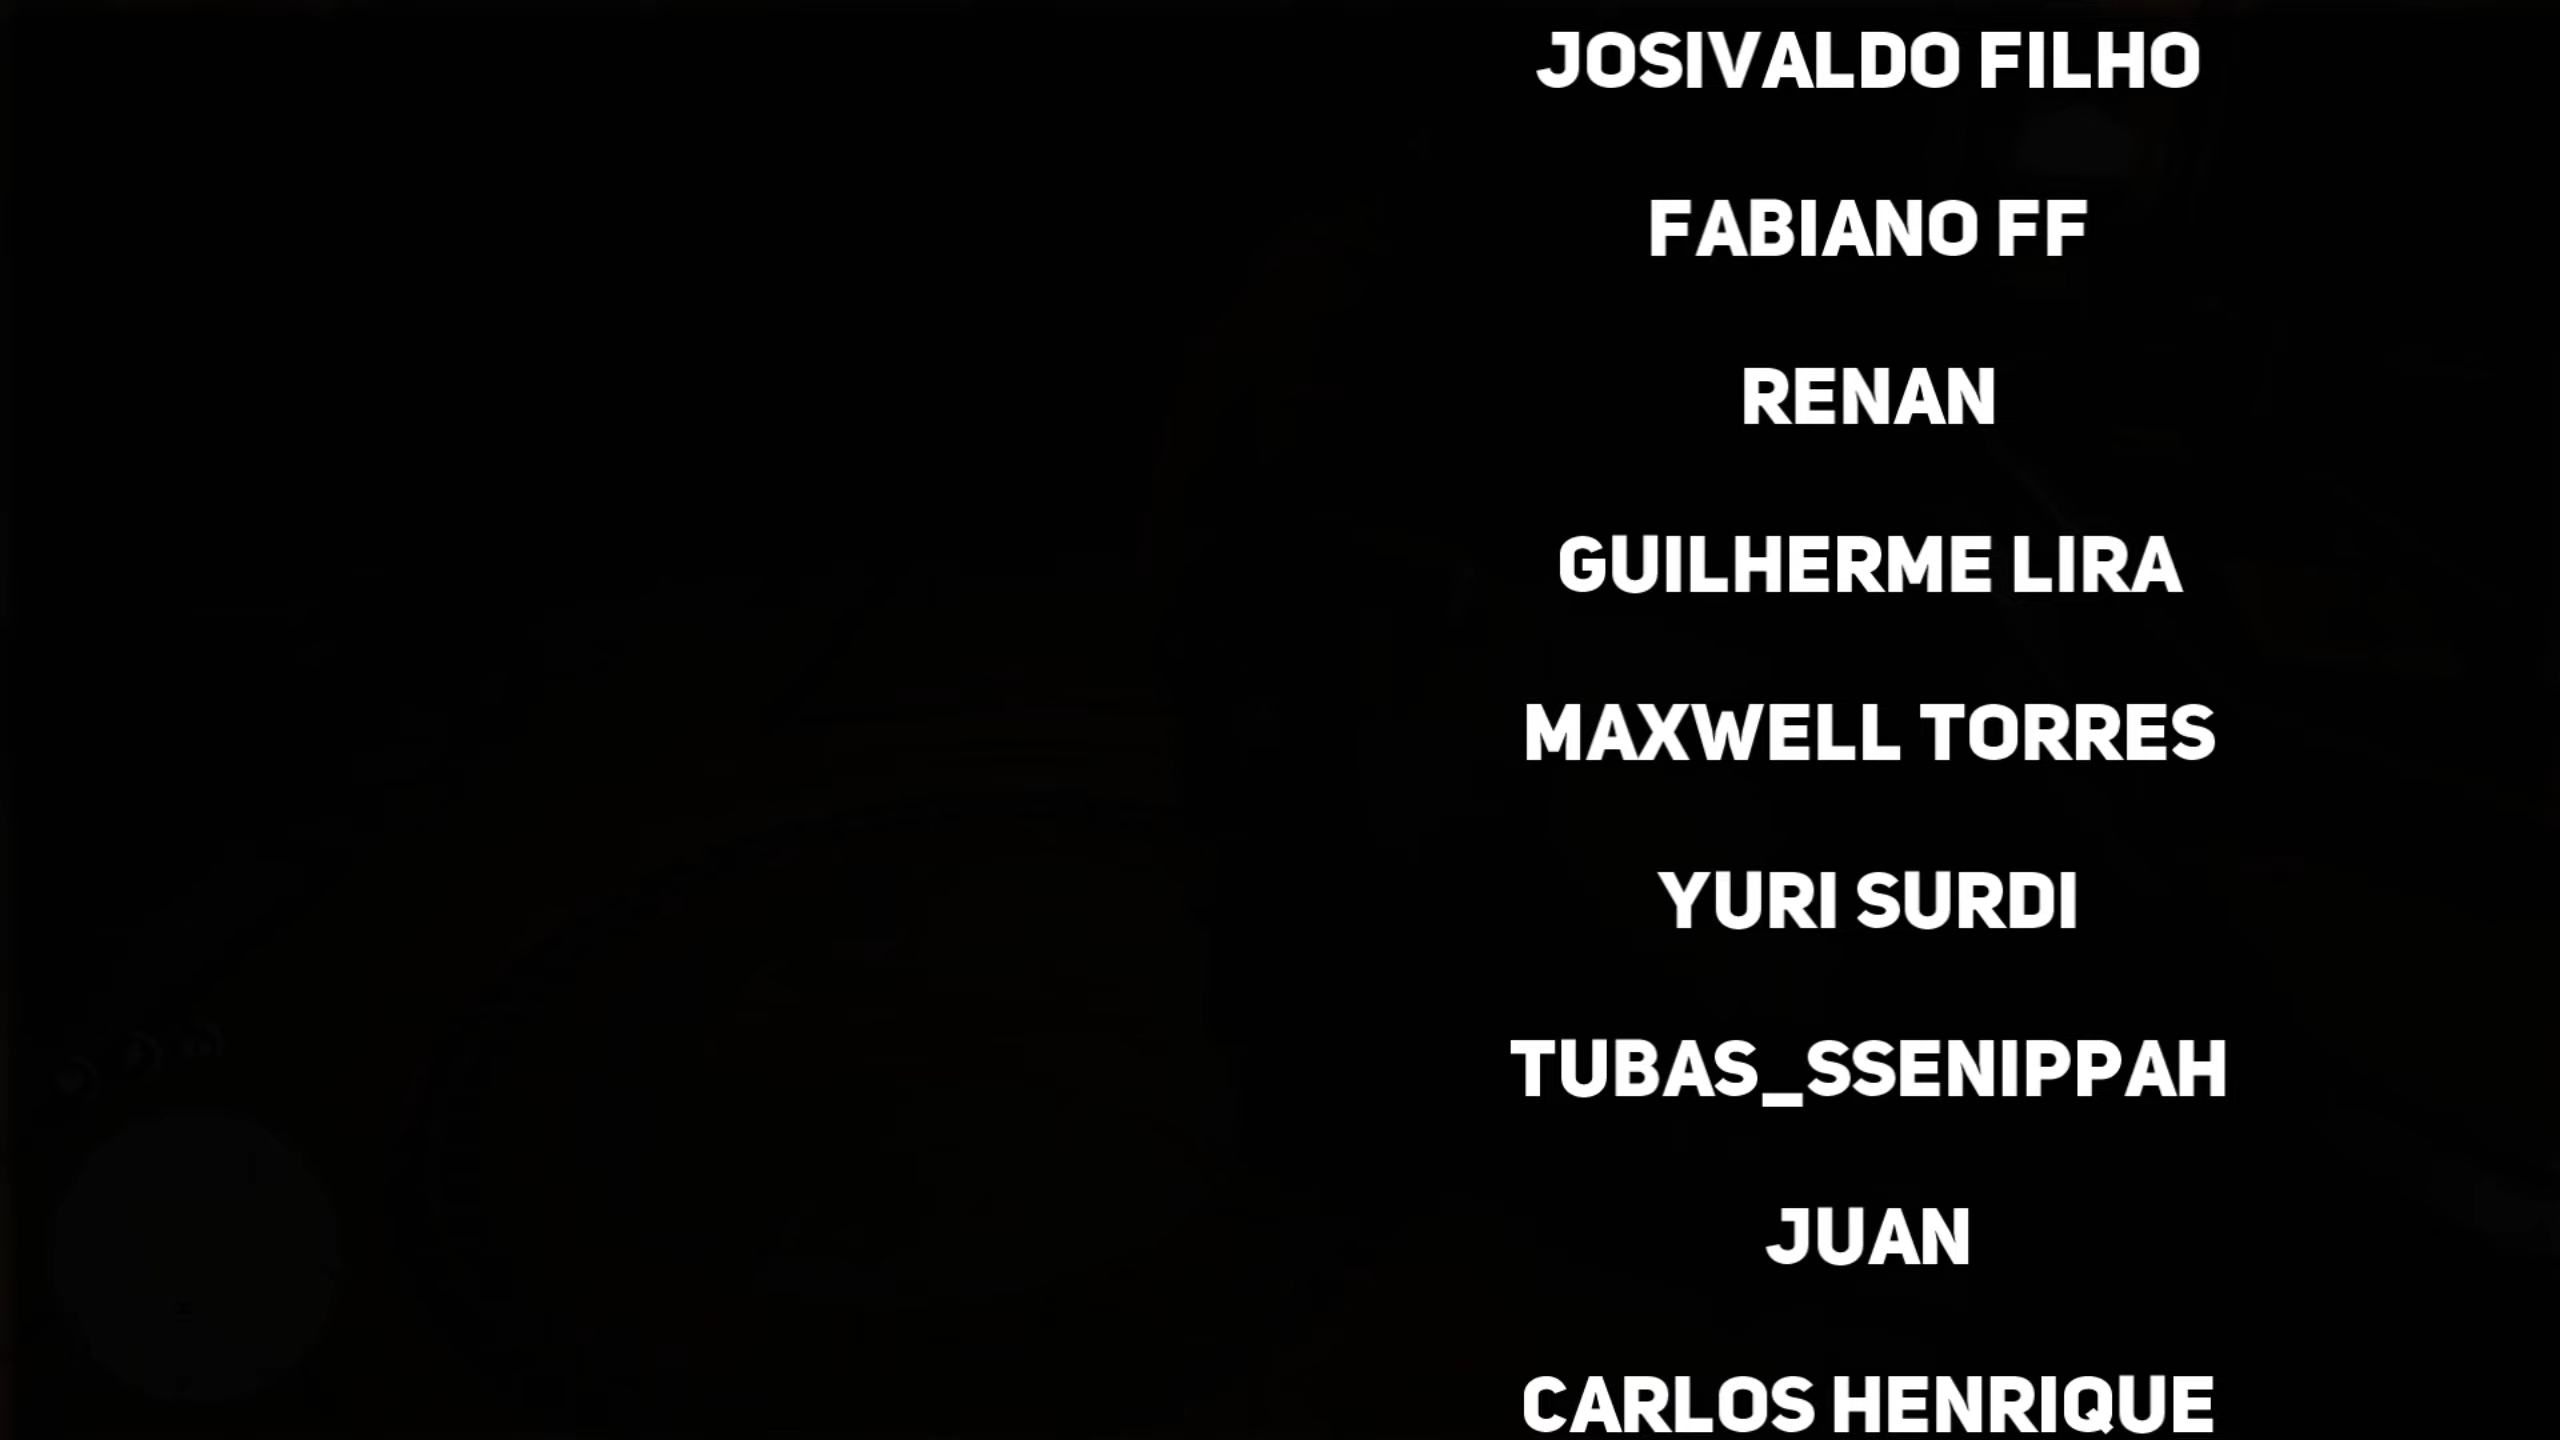 JOSIVALDO FILHO
FABIANO FF
RENAN
GUILHERME LIRA
MAXWELL TORRES
YURI SURDI
TUBAS_SSENIPPAH
JUAN
CARLOS HENRIQUE